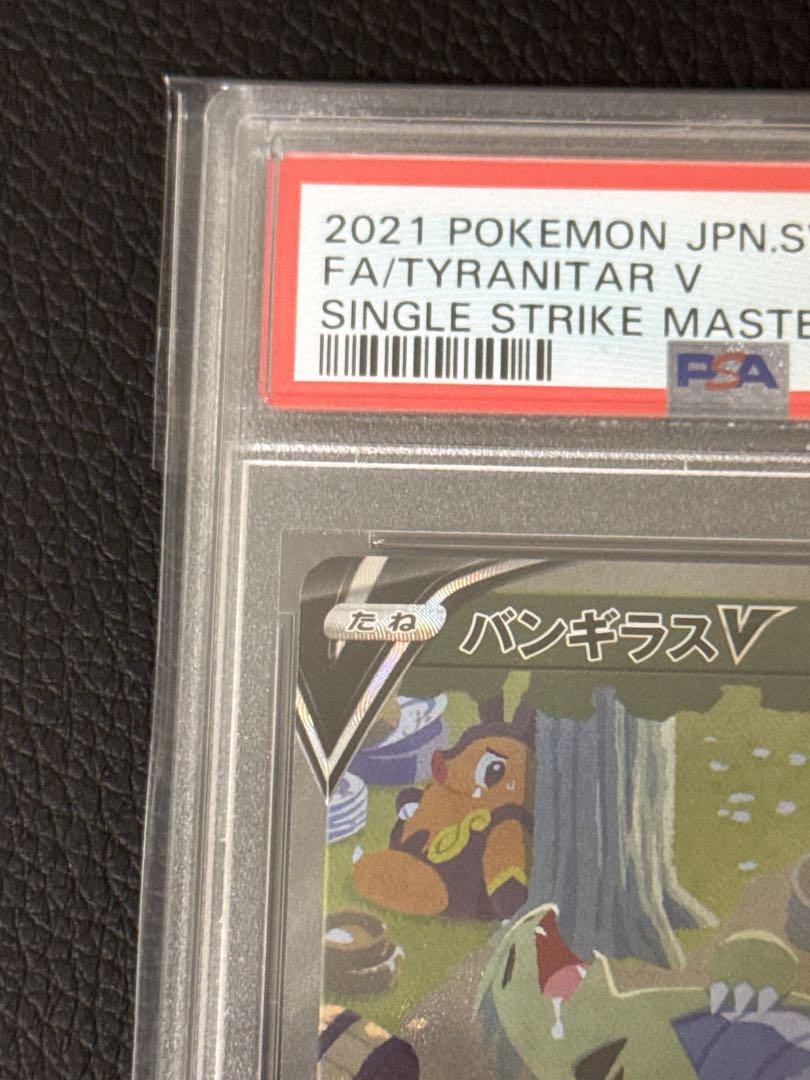 2021 POKEMON JPN.S
FA/TYRANITAR V
SINGLE STRIKE MASTE
PSA
たね
バンギラスV